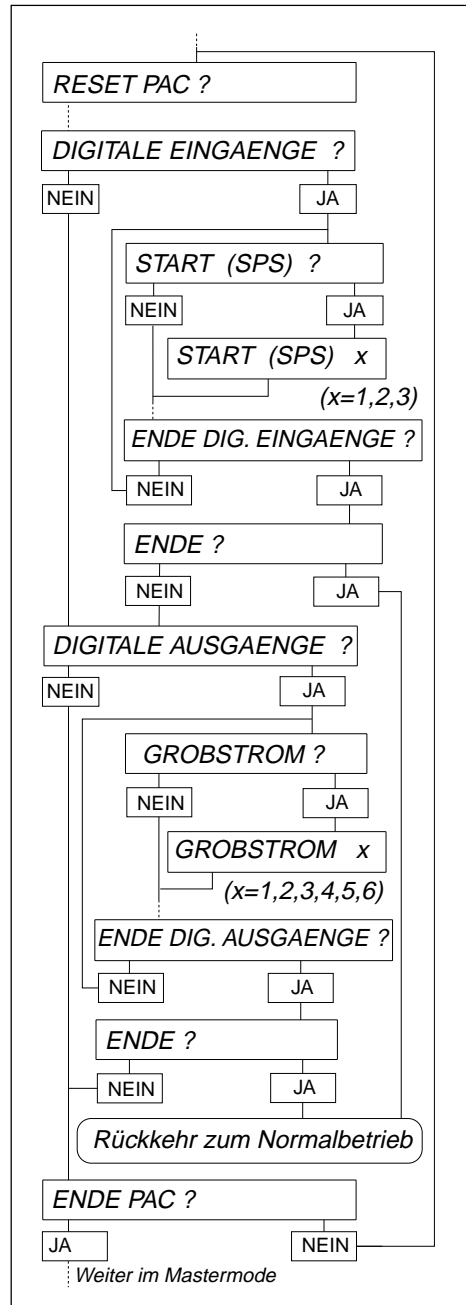 RESET PAC ?
DIGITALE EINGAENGE ?
NEIN JA
START (SPS) ?
NEIN JA
START (SPS) x
(x=1,2,3)
ENDE DIG. EINGAENGE ?
NEIN JA
ENDE ?
NEIN JA
DIGITALE AUSGAENGE ?
NEIN JA
GROBSTROM ?
NEIN JA
GROBSTROM x
(x=1,2,3,4,5,6)
ENDE DIG. AUSGAENGE ?
NEIN JA
ENDE ?
NEIN JA
Rückkehr zum Normalbetrieb
ENDE PAC ?
JA NEIN
Weiter im Mastermode